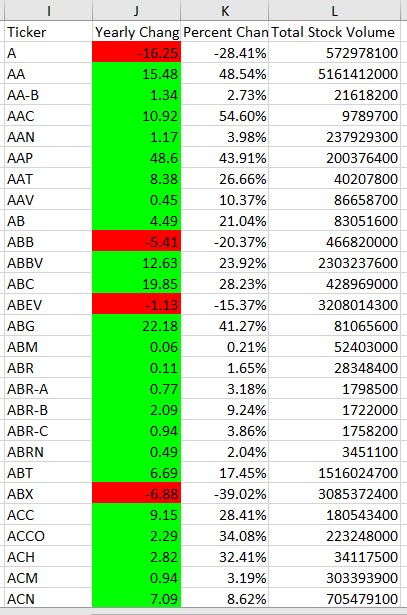 I J K L
Ticker Yearly Chang Percent Chan Total Stock Volume
A -16.25 -28.41% 572978100
AA 15.48 48.54% 5161412000
AA-B 1.34 2.73% 21618200
AAC 10.92 54.60% 9789700
AAN 1.17 3.98% 237929300
AAP 48.6 43.91% 200376400
AAT 8.38 26.66% 40207800
AAV 0.45 10.37% 86658700
AB 4.49 21.04% 83051600
ABB -5.41 -20.37% 466820000
ABBV 12.63 23.92% 2303237600
ABC 19.85 28.23% 428969000
ABEV -1.13 -15.37% 3208014300
ABG 22.18 41.27% 81065600
ABM 0.06 0.21% 52403000
ABR 0.11 1.65% 28348400
ABR-A 0.77 3.18% 1798500
ABR-B 2.09 9.24% 1722000
ABR-C 0.94 3.86% 1758200
ABRN 0.49 2.04% 3451100
ABT 6.69 17.45% 1516024700
ABX -6.88 -39.02% 3085372400
ACC 9.15 28.41% 180543400
ACCO 2.29 34.08% 223248000
ACH 2.82 32.41% 34117500
ACM 0.94 3.19% 303393900
ACN 7.09 8.62% 705479100